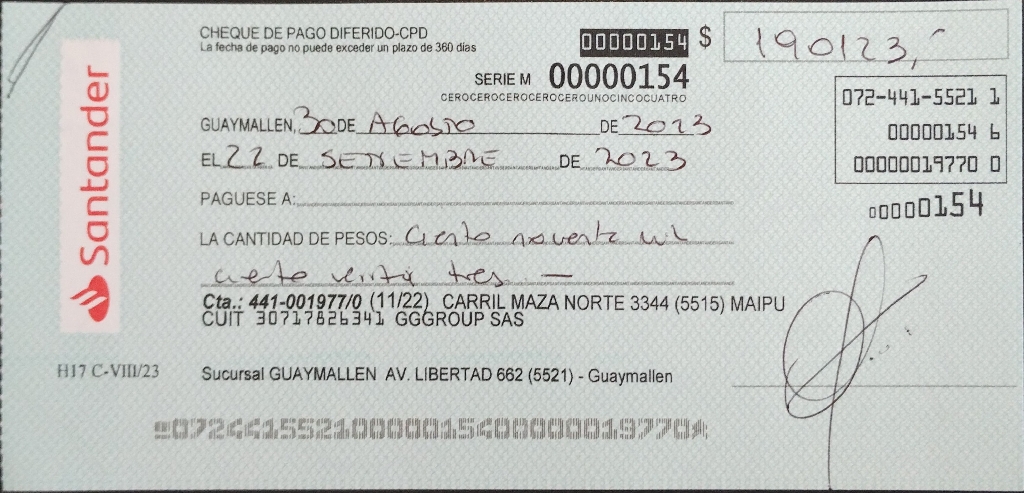 Santander
CHEQUE DE PAGO DIFERIDO-CPD
La fecha de pago no puede exceder un plazo de 360 días
00000154 $ 190123,-
SERIE M 00000154
CEROCEROCEROCEROCEROUNOCINCOCUATRO
072-441-5521 1
00000154 6
00000019770 0
00000154
GUAYMALLEN, 30 DE AGOSTO DE 2023
EL 22 DE SETIEMBRE DE 2023
PAGUESE A:
LA CANTIDAD DE PESOS: Ciento noventa mil
ciento veinti tres. —
Cta.: 441-001977/0 (11/22) CARRIL MAZA NORTE 3344 (5515) MAIPU
CUIT 30717826341 GGGROUP SAS
H17 C-VIII/23
Sucursal GUAYMALLEN AV. LIBERTAD 662 (5521) - Guaymallen
07244155210000015400000019770